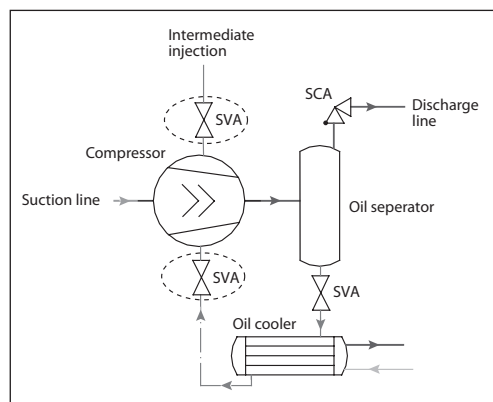 Intermediate
injection
SVA
SCA
Discharge
line
Compressor
Suction line
Oil seperator
SVA
SVA
Oil cooler